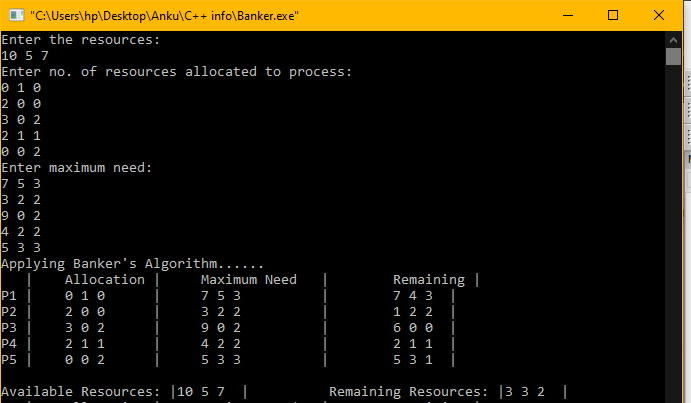 "C:\Users\hp\Desktop\Anku\C++ info\Banker.exe"
Enter the resources:
10 5 7
Enter no. of resources allocated to process:
0 1 0
2 0 0
3 0 2
2 1 1
0 0 2
Enter maximum need:
7 5 3
3 2 2
9 0 2
4 2 2
5 3 3
Applying Banker's Algorithm......
| Allocation | Maximum Need | Remaining |
P1 | 0 1 0 | 7 5 3 | 7 4 3 |
P2 | 2 0 0 | 3 2 2 | 1 2 2 |
P3 | 3 0 2 | 9 0 2 | 6 0 0 |
P4 | 2 1 1 | 4 2 2 | 2 1 1 |
P5 | 0 0 2 | 5 3 3 | 5 3 1 |
Available Resources: |10 5 7 | Remaining Resources: |3 3 2 |